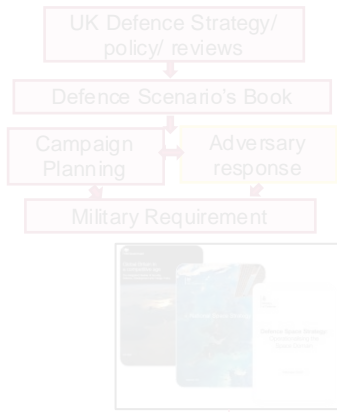 UK Defence Strategy/
policy/ reviews
Defence Scenario's Book
Campaign
Planning
Adversary
response
Military Requirement
Defence Space Strategy